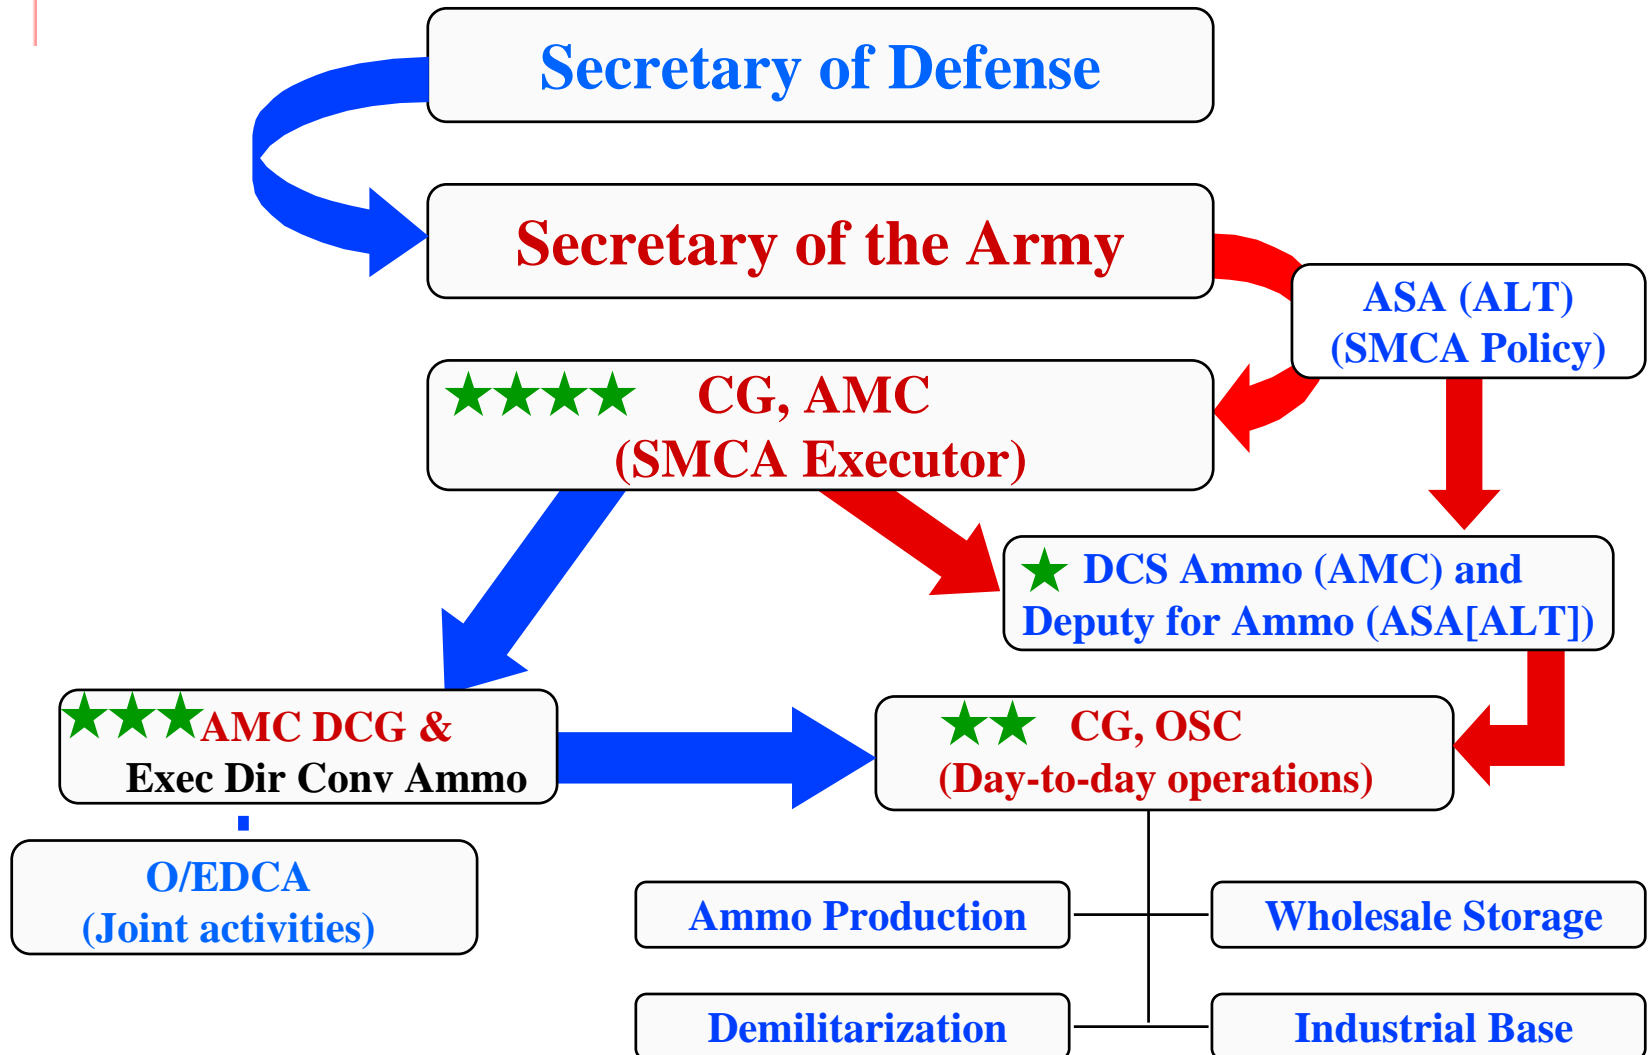 Secretary of Defense
Secretary of the Army
ASA (ALT)
(SMCA Policy)
CG, AMC
(SMCA Executor)
DCS Ammo (AMC) and
Deputy for Ammo (ASA[ALT])
AMC DCG &
Exec Dir Conv Ammo
CG, OSC
(Day-to-day operations)
O/EDCA
(Joint activities)
Ammo Production
Wholesale Storage
Demilitarization
Industrial Base